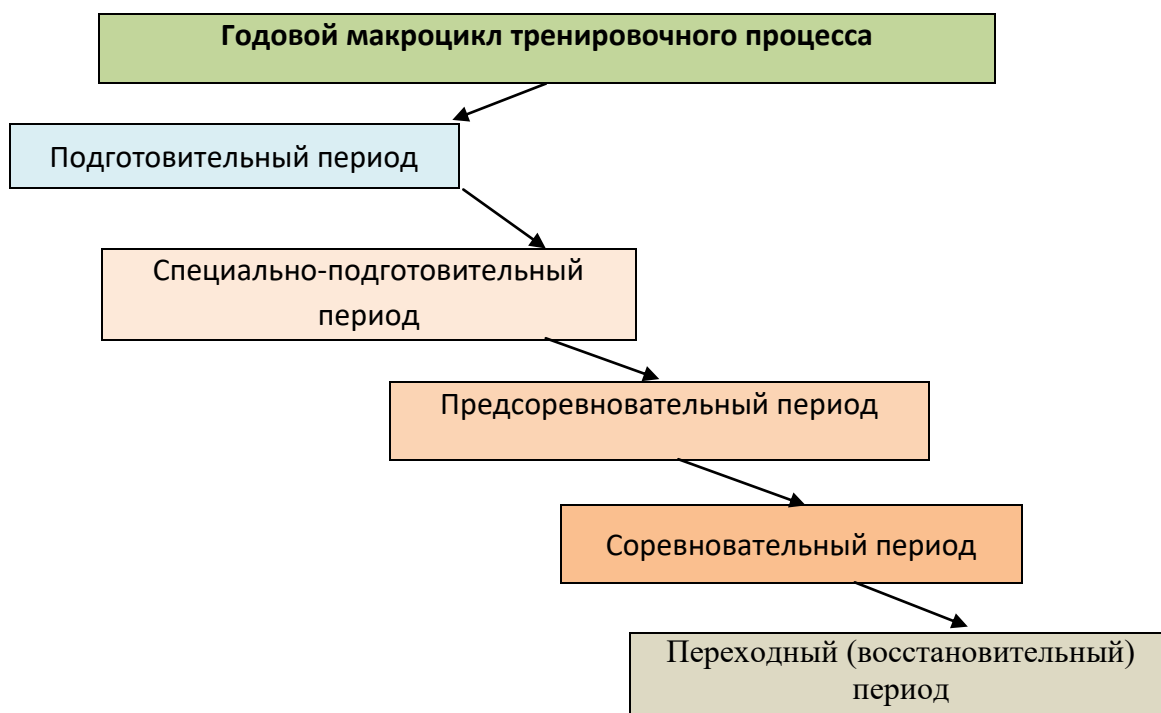 Годовой макроцикл тренировочного процесса
Подготовительный период
Специально-подготовительный
период
Предсоревновательный период
Соревновательный период
Переходный (восстановительный)
период